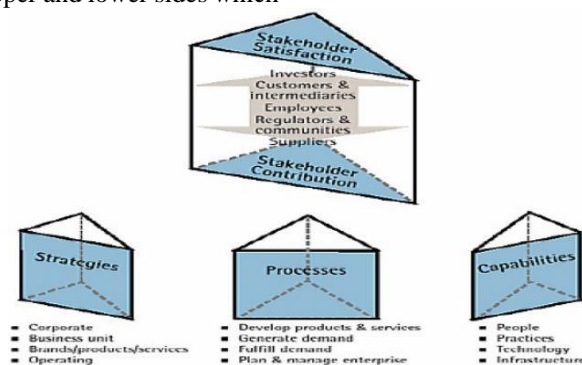 pper and lower sides which
Stakeholder
Satisfaction
Investors
Customers &
intermediaries
Employees
Regulators &
communities
Suppliers
Stakeholder
Contribution
Strategies
Processes
Capabilities
▪ Corporate
▪ Business unit
▪ Brands/products/services
▪ Operating
▪ Develop products & services
▪ Generate demand
▪ Fulfill demand
▪ Plan & manage enterprise
▪ People
▪ Practices
▪ Technology
▪ Infrastructure